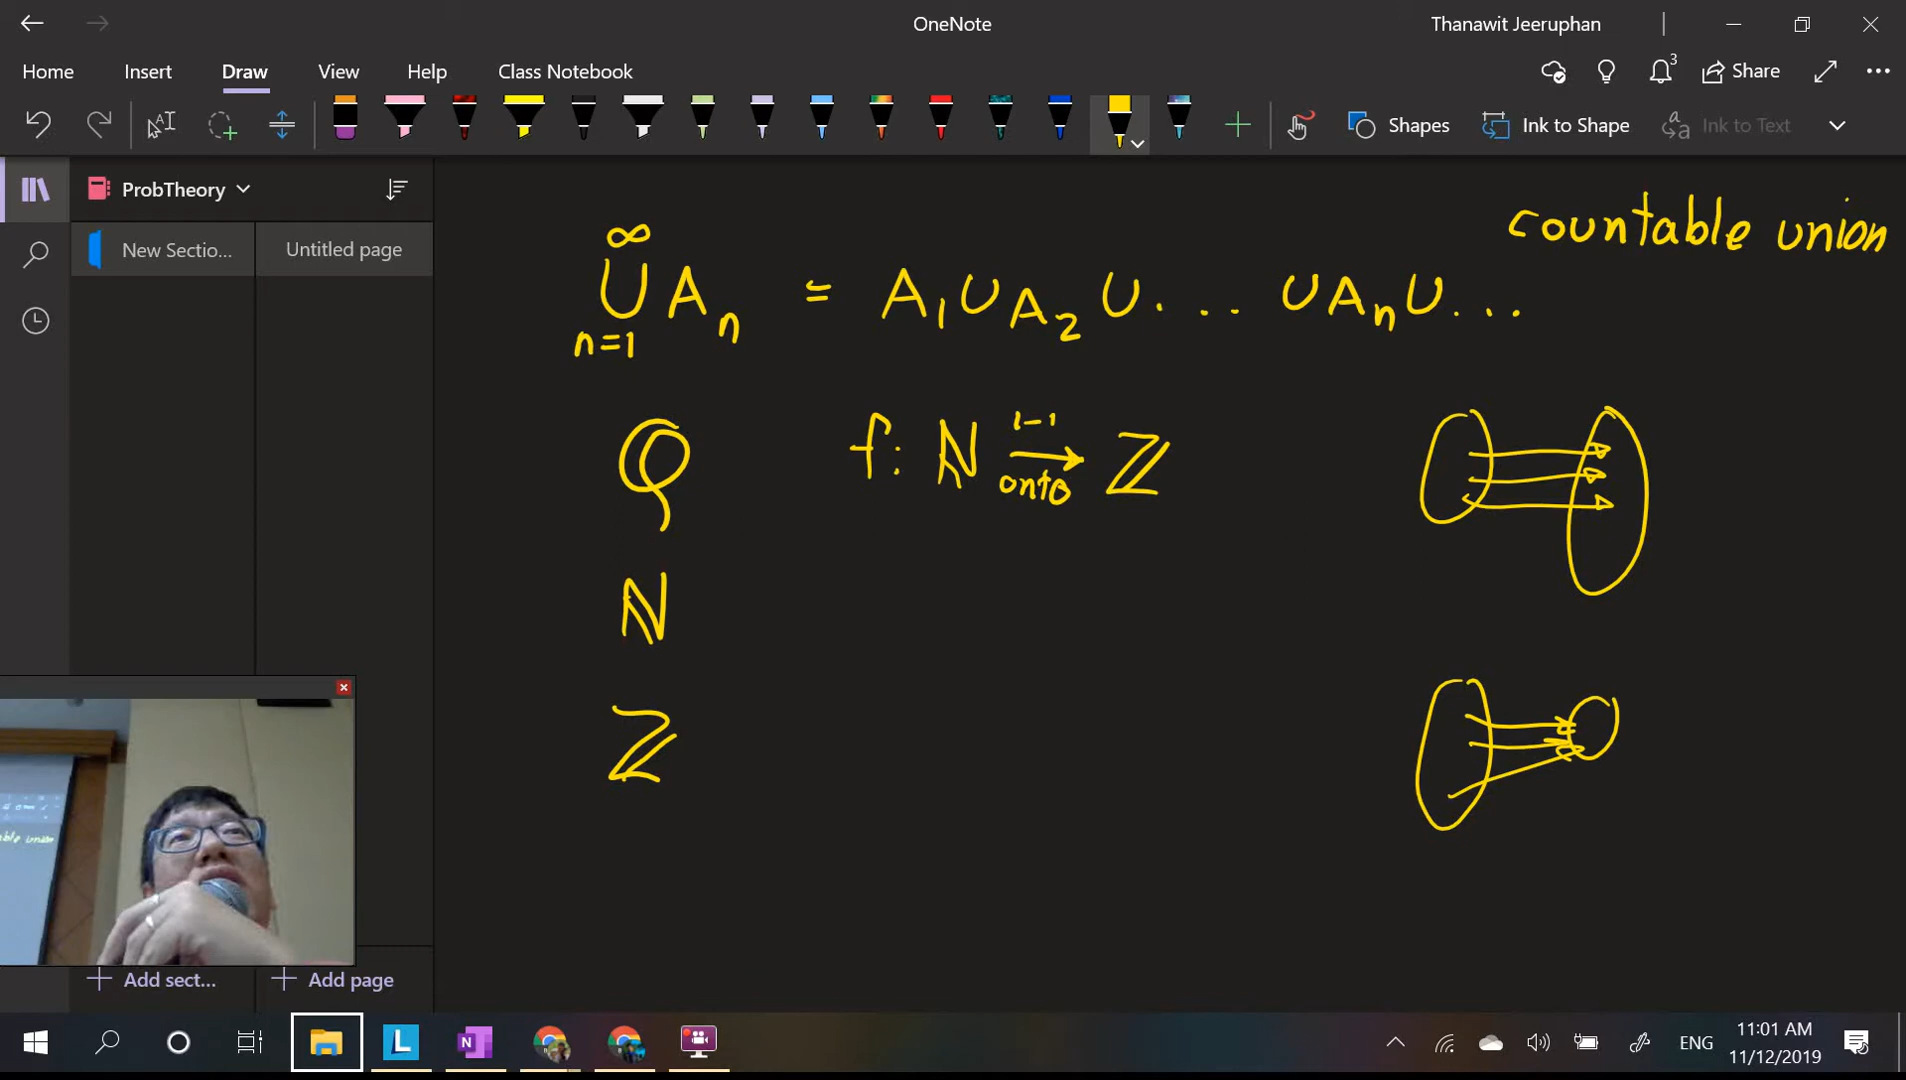 OneNote
Thanawit Jeeruphan
Home Insert Draw View Help Class Notebook
3
Share
Shapes
Ink to Shape
Ink to Text
ProbTheory
New Sectio...
Untitled page
countable union
∞
∪ Aₙ = A₁ ∪ A₂ ∪ . . . . ∪ Aₙ ∪ . . .
n=1
ℚ f: ℕ 1-1 → onto ℤ
ℕ
ℤ
Add sect...
Add page
ENG
11:01 AM
11/12/2019